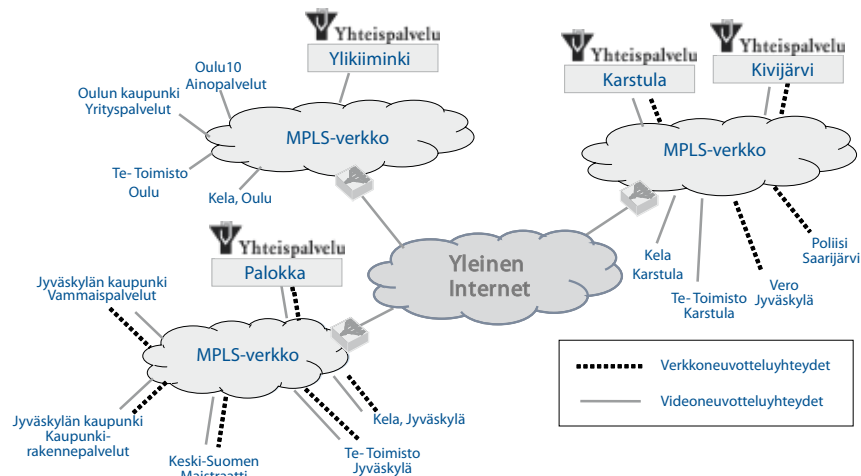 Yhteispalvelu
Ylikiiminki
Oulu10
Ainopalvelut
Oulun kaupunki
Yrityspalvelut
MPLS-verkko
Te- Toimisto
Oulu
Kela, Oulu
Yhteispalvelu
Karstula
Yhteispalvelu
Kivijärvi
MPLS-verkko
Kela
Karstula
Te- Toimisto
Karstula
Vero
Jyväskylä
Poliisi
Saarijärvi
Yleinen
Internet
Yhteispalvelu
Palokka
Jyväskylän kaupunki
Vammaispalvelut
MPLS-verkko
Jyväskylän kaupunki
Kaupunki-
rakennepalvelut
Keski-Suomen
Maistraatti
Te- Toimisto
Jyväskylä
Kela, Jyväskylä
Verkkoneuvotteluyhteydet
Videoneuvotteluyhteydet